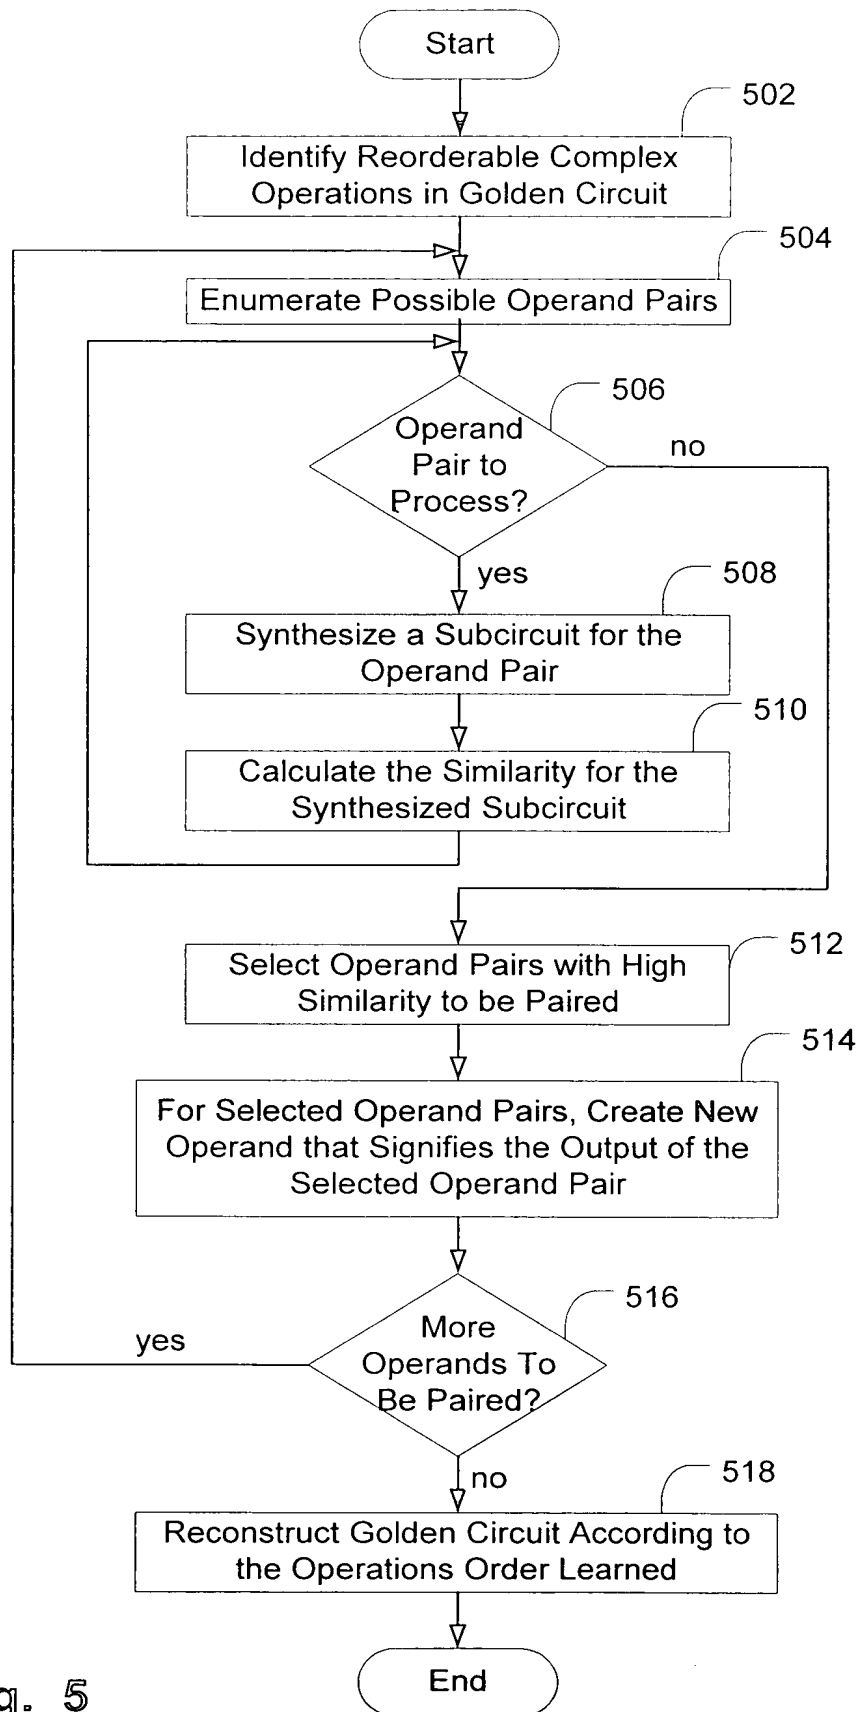 Start
502
Identify Reorderable Complex
Operations in Golden Circuit
504
Enumerate Possible Operand Pairs
506
Operand
Pair to
Process?
no
yes
508
Synthesize a Subcircuit for the
Operand Pair
510
Calculate the Similarity for the
Synthesized Subcircuit
512
Select Operand Pairs with High
Similarity to be Paired
514
For Selected Operand Pairs, Create New
Operand that Signifies the Output of the
Selected Operand Pair
516
More
Operands To
Be Paired?
yes
no
518
Reconstruct Golden Circuit According to
the Operations Order Learned
End
5